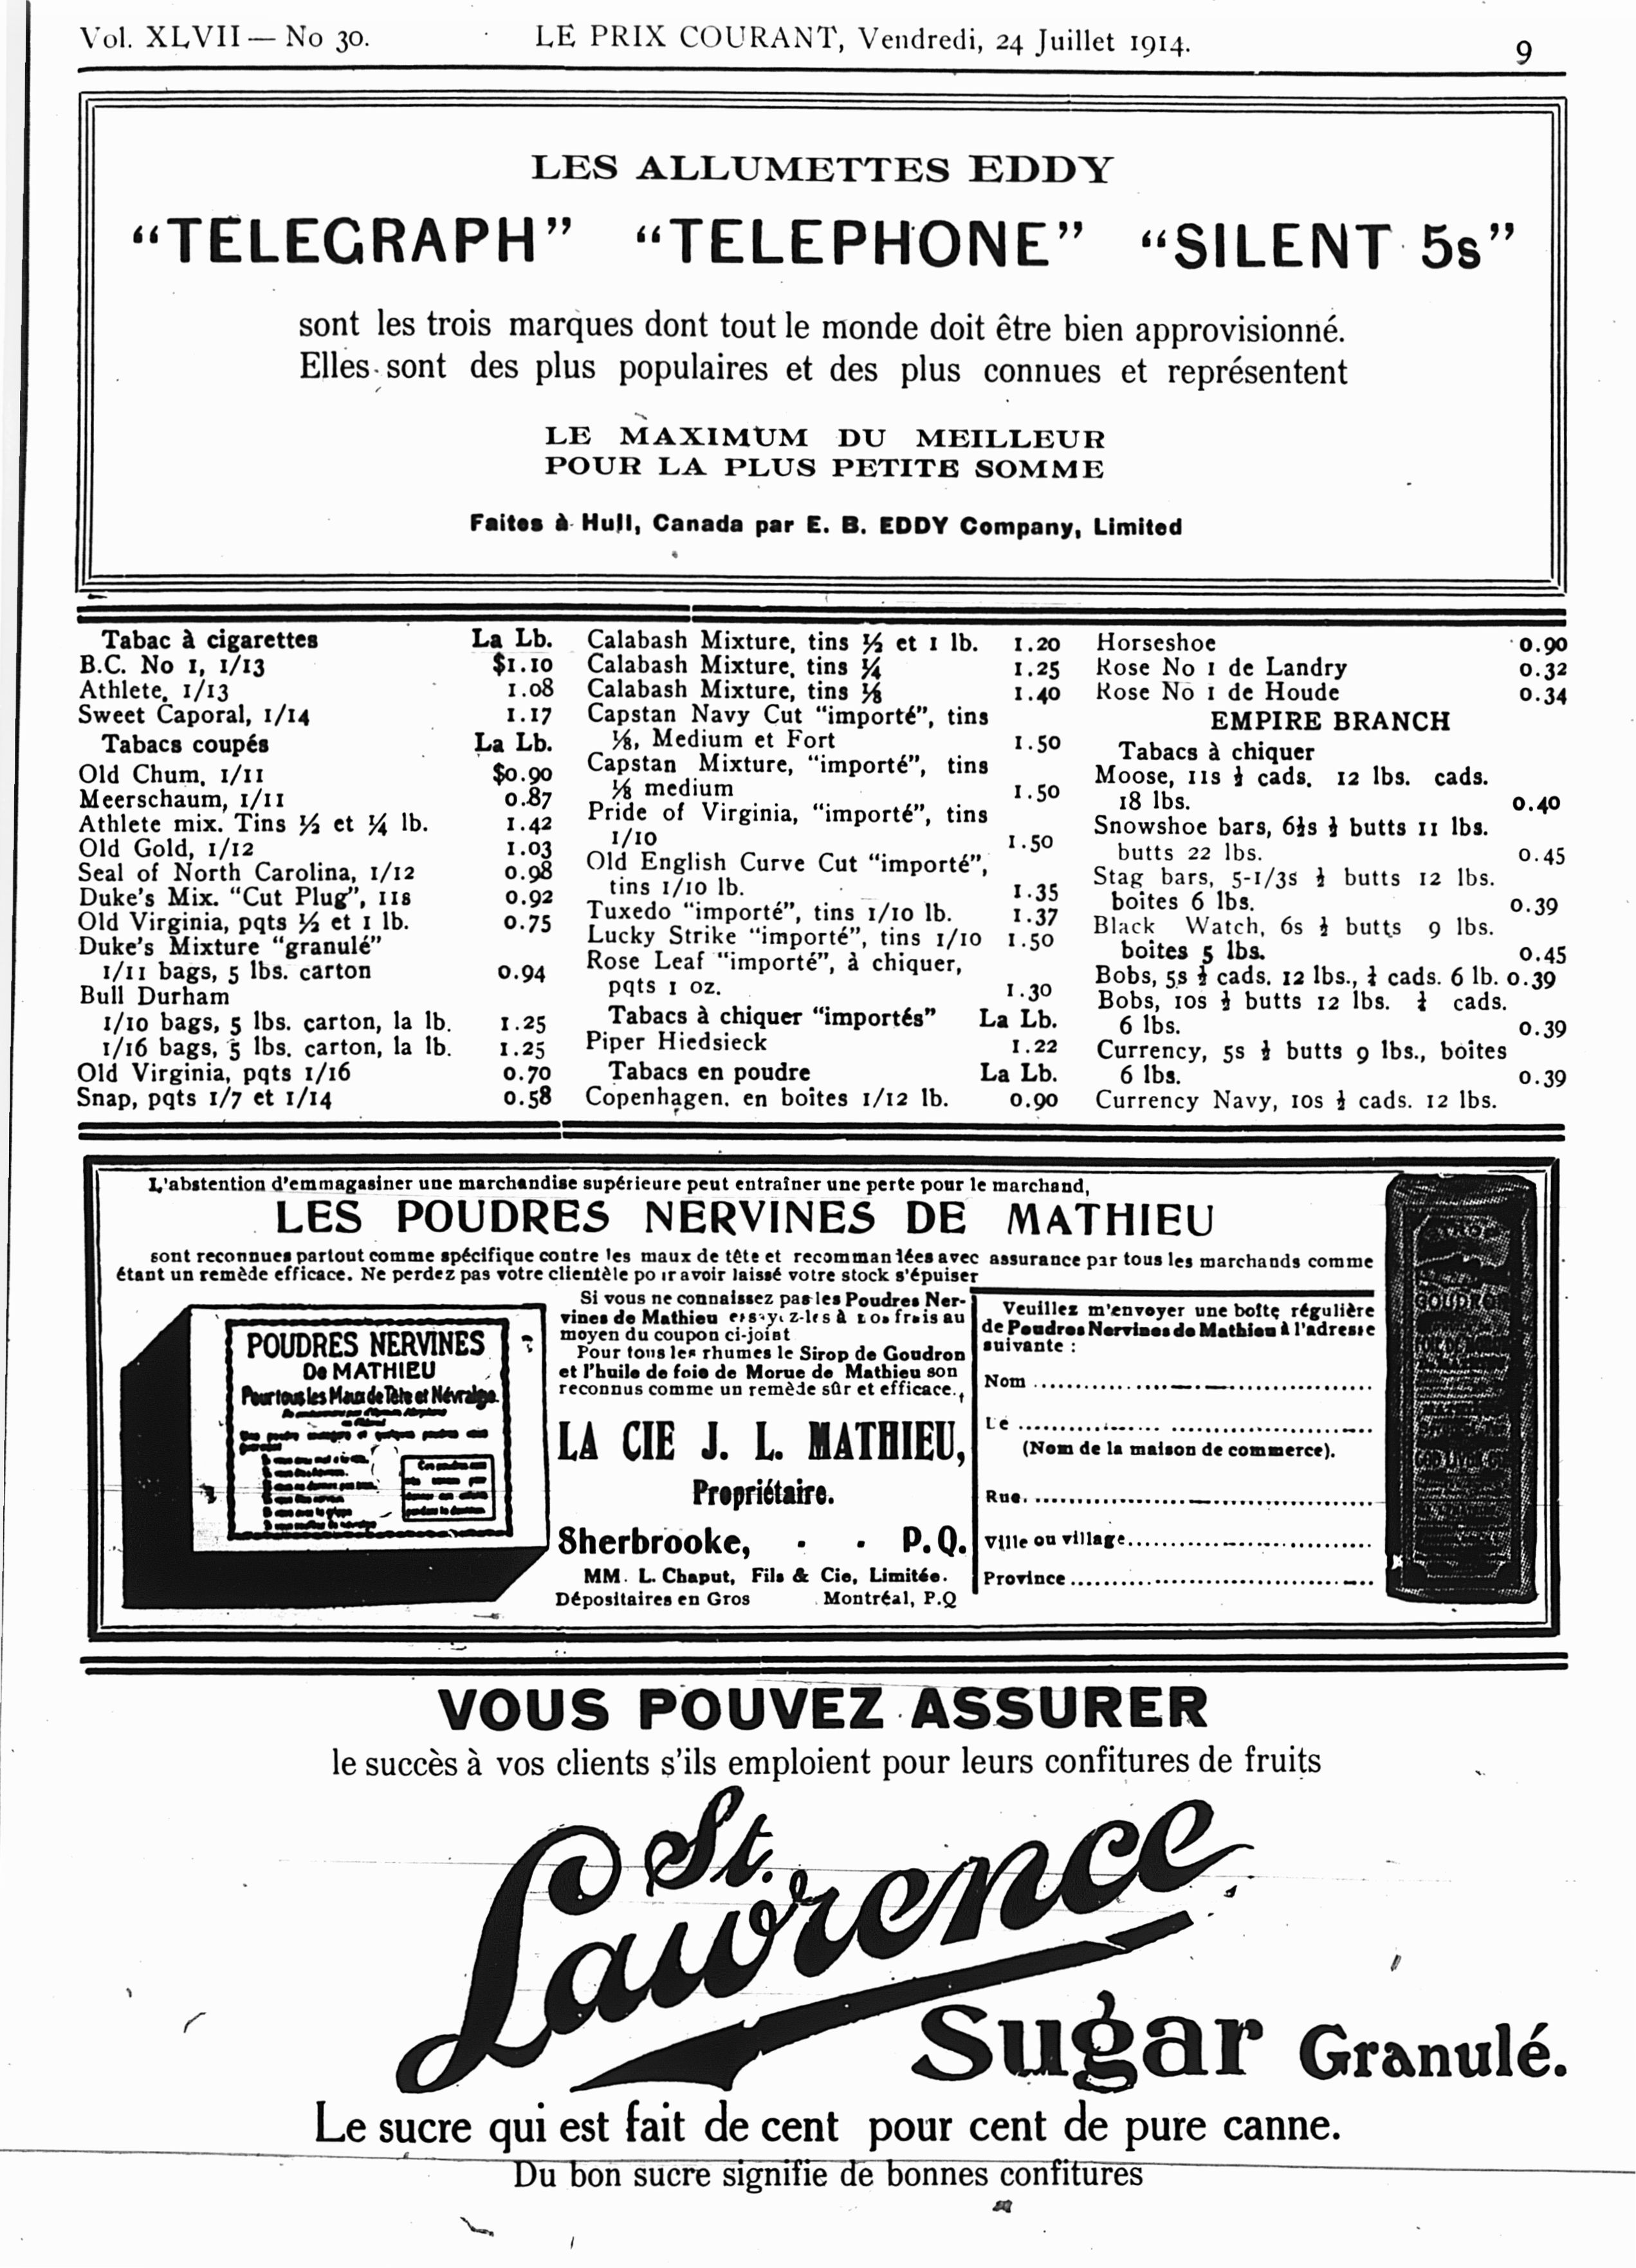 Vol. XLVII — No 30.
LE PRIX COURANT, Vendredi, 24 Juillet 1914.
9
LES ALLUMETTES EDDY
“TELEGRAPH” “TELEPHONE” “SILENT 5s”
sont les trois marques dont tout le monde doit être bien approvisionné.
Elles sont des plus populaires et des plus connues et représentent
LE MAXIMUM DU MEILLEUR
POUR LA PLUS PETITE SOMME
Faites à Hull, Canada par E. B. EDDY Company, Limited
Tabac à cigarettes La Lb.
B.C. No 1, 1/13 $1.10
Athlete, 1/13 1.08
Sweet Caporal, 1/14 1.17
Tabacs coupés La Lb.
Old Chum, 1/11 $0.90
Meerschaum, 1/11 0.87
Athlete mix. Tins ½ et ¼ lb. 1.42
Old Gold, 1/12 1.03
Seal of North Carolina, 1/12 0.98
Duke's Mix. “Cut Plug”, 11s 0.92
Old Virginia, pqts ½ et 1 lb. 0.75
Duke's Mixture “granulé”
1/11 bags, 5 lbs. carton 0.94
Bull Durham
1/10 bags, 5 lbs. carton, la lb. 1.25
1/16 bags, 5 lbs. carton, la lb. 1.25
Old Virginia, pqts 1/16 0.70
Snap, pqts 1/7 et 1/14 0.58
Calabash Mixture, tins ½ et 1 lb. 1.20
Calabash Mixture, tins ¼ 1.25
Calabash Mixture, tins ⅛ 1.40
Capstan Navy Cut “importé”, tins
⅛, Medium et Fort 1.50
Capstan Mixture, “importé”, tins
⅛ medium 1.50
Pride of Virginia, “importé”, tins
1/10 1.50
Old English Curve Cut “importé”,
tins 1/10 lb. 1.35
Tuxedo “importé”, tins 1/10 lb. 1.37
Lucky Strike “importé”, tins 1/10 1.50
Rose Leaf “importé”, à chiquer,
pqts 1 oz. 1.30
Tabacs à chiquer “importés” La Lb.
Piper Hiedsieck 1.22
Tabacs en poudre La Lb.
Copenhagen, en boites 1/12 lb. 0.90
Horseshoe 0.90
Rose No 1 de Landry 0.32
Rose No 1 de Houde 0.34
EMPIRE BRANCH
Tabacs à chiquer
Moose, 11s ½ cads. 12 lbs. cads.
18 lbs. 0.40
Snowshoe bars, 6½s ½ butts 11 lbs.
butts 22 lbs. 0.45
Stag bars, 5-1/3s ½ butts 12 lbs.
boites 6 lbs. 0.39
Black Watch, 6s ½ butts 9 lbs.
boites 5 lbs. 0.45
Bobs, 5s ½ cads. 12 lbs., ¼ cads. 6 lb. 0.39
Bobs, 10s ½ butts 12 lbs. ¼ cads.
6 lbs. 0.39
Currency, 5s ½ butts 9 lbs., boites
6 lbs. 0.39
Currency Navy, 10s ½ cads. 12 lbs.
L'abstention d'emmagasiner une marchandise supérieure peut entraîner une perte pour le marchand,
LES POUDRES NERVINES DE MATHIEU
sont reconnues partout comme spécifique contre les maux de tête et recommandées avec assurance par tous les marchands comme
étant un remède efficace. Ne perdez pas votre clientèle pour avoir laissé votre stock s'épuiser
POUDRES NERVINES
De MATHIEU
Pour tous les Maux de Tête et Névralgie.
Si vous ne connaissez pas les Poudres Ner-
vines de Mathieu essayez-les à nos frais au
moyen du coupon ci-joint
Pour tous les rhumes le Sirop de Goudron
et l'huile de foie de Morue de Mathieu son
reconnus comme un remède sûr et efficace.
LA CIE J. L. MATHIEU,
Propriétaire.
Sherbrooke, - - P.Q.
MM. L. Chaput, Fils & Cie, Limitée.
Dépositaires en Gros Montréal, P.Q
Veuillez m'envoyer une boîte régulière
de Poudres Nervines de Mathieu à l'adresse
suivante :
Nom
Le
(Nom de la maison de commerce).
Rue.
Ville ou village
Province
GOUDRON
VOUS POUVEZ ASSURER
le succès à vos clients s'ils emploient pour leurs confitures de fruits
St.
Lawrence
Sugar Granulé.
Le sucre qui est fait de cent pour cent de pure canne.
Du bon sucre signifie de bonnes confitures